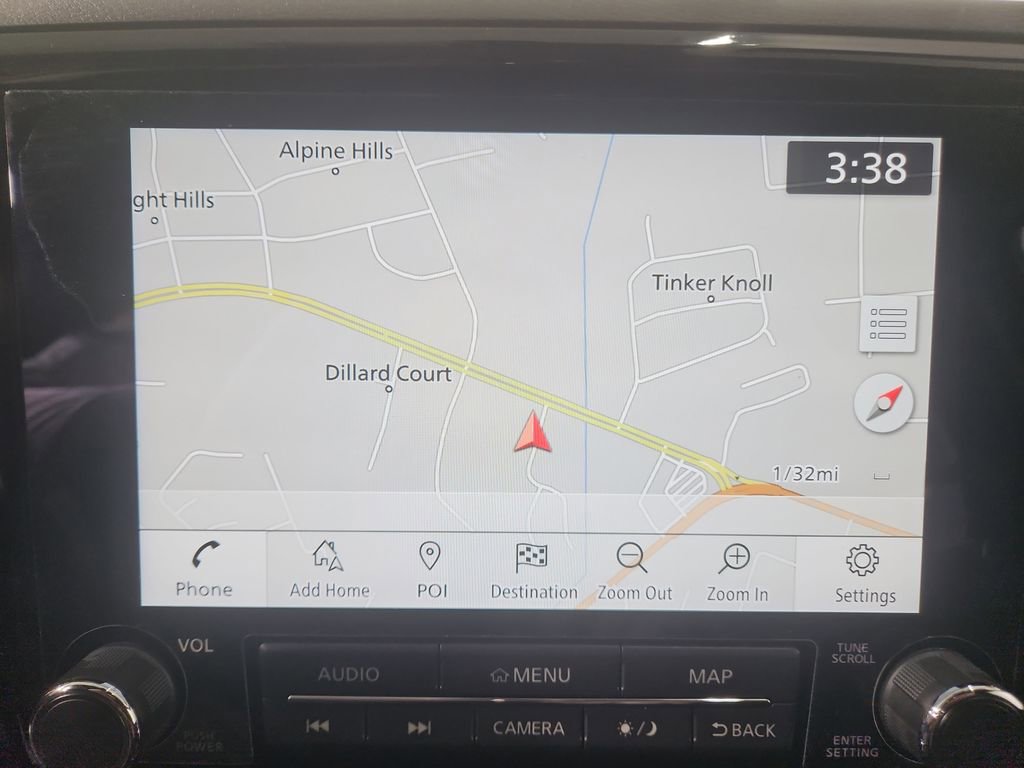 Alpine Hills
3:38
ght Hills
Tinker Knoll
Dillard Court
1/32mi
Phone
Add Home
POI
Destination
Zoom Out
Zoom In
Settings
VOL
AUDIO
MENU
MAP
TUNE
SCROLL
CAMERA
BACK
PUSH
POWER
ENTER
SETTING